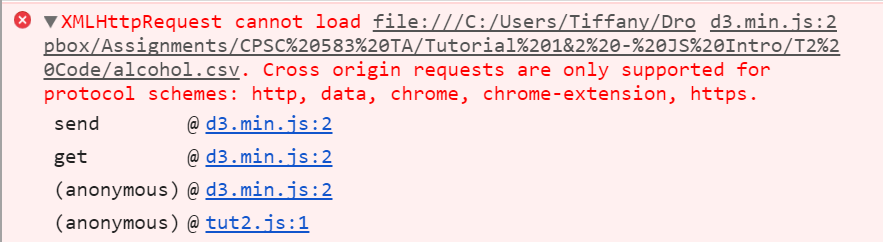 ▼XMLHttpRequest cannot load file:///C:/Users/Tiffany/Dro d3.min.js:2
pbox/Assignments/CPSC%20583%20TA/Tutorial%201&2%20-%20JS%20Intro/T2%2
0Code/alcohol.csv. Cross origin requests are only supported for
protocol schemes: http, data, chrome, chrome-extension, https.
send @ d3.min.js:2
get @ d3.min.js:2
(anonymous) @ d3.min.js:2
(anonymous) @ tut2.js:1